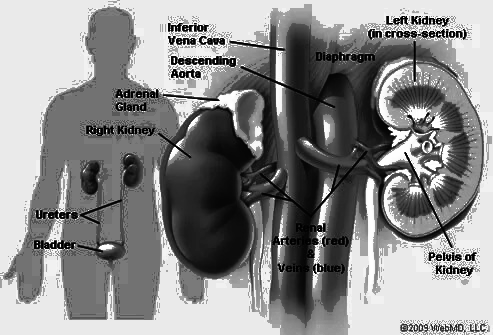 Inferior
Vena Cava
Descending
Aorta
Adrenal
Gland
Right Kidney
Ureters
Bladder
Diaphragm
Left Kidney
(in cross-section)
Renal
Arteries (red)
&
Veins (blue)
Pelvis of
Kidney
©2009 WebMD, LLC.